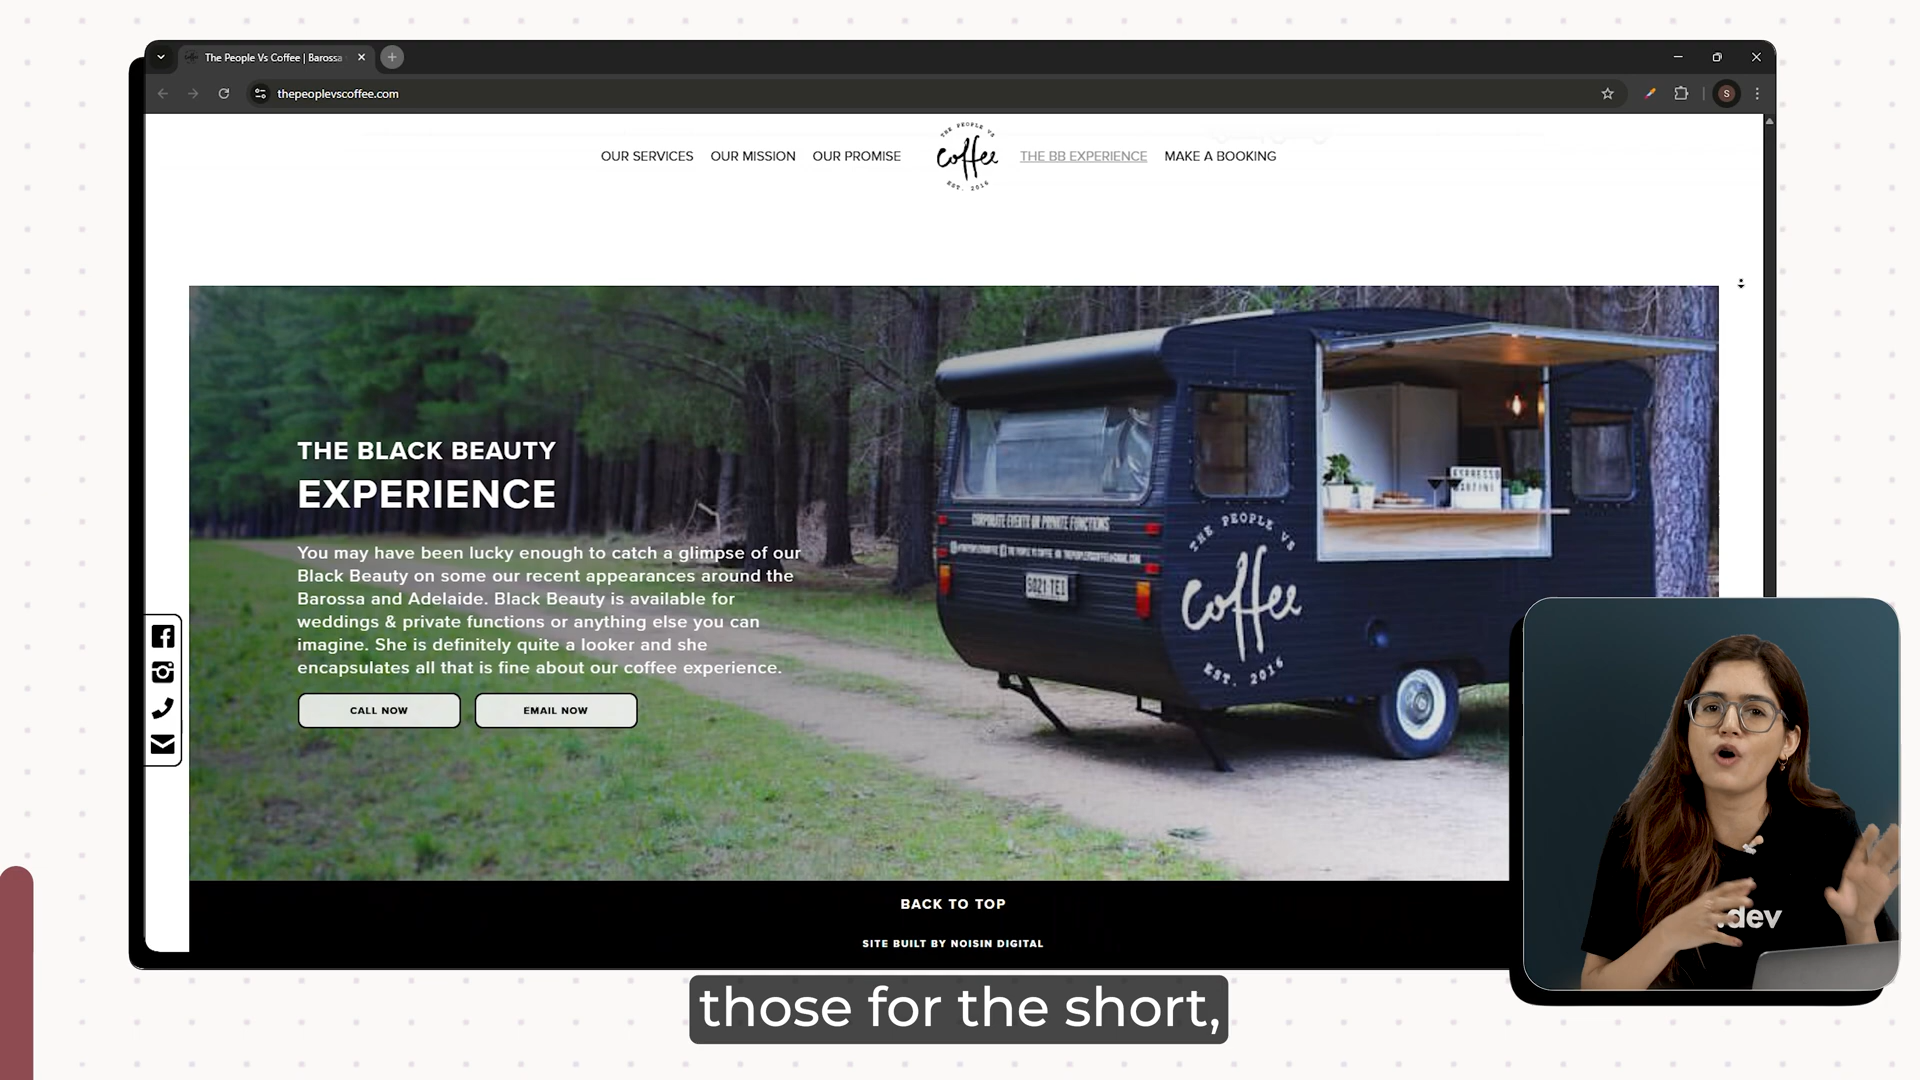 The People Vs Coffee | Barossa
thepeoplevscoffee.com
S
OUR SERVICES
OUR MISSION
OUR PROMISE
THE PEOPLE VS
coffee
EST. 2016
THE BB EXPERIENCE
MAKE A BOOKING
THE BLACK BEAUTY
EXPERIENCE
You may have been lucky enough to catch a glimpse of our
Black Beauty on some our recent appearances around the
Barossa and Adelaide. Black Beauty is available for
weddings & private functions or anything else you can
imagine. She is definitely quite a looker and she
encapsulates all that is fine about our coffee experience.
CALL NOW
EMAIL NOW
ESPRESSO
MARTINI
CORPORATE EVENTS OR PRIVATE FUNCTIONS
THE PEOPLE VS
coffee
EST. 2016
BACK TO TOP
SITE BUILT BY NOISIN DIGITAL
.dev
those for the short,